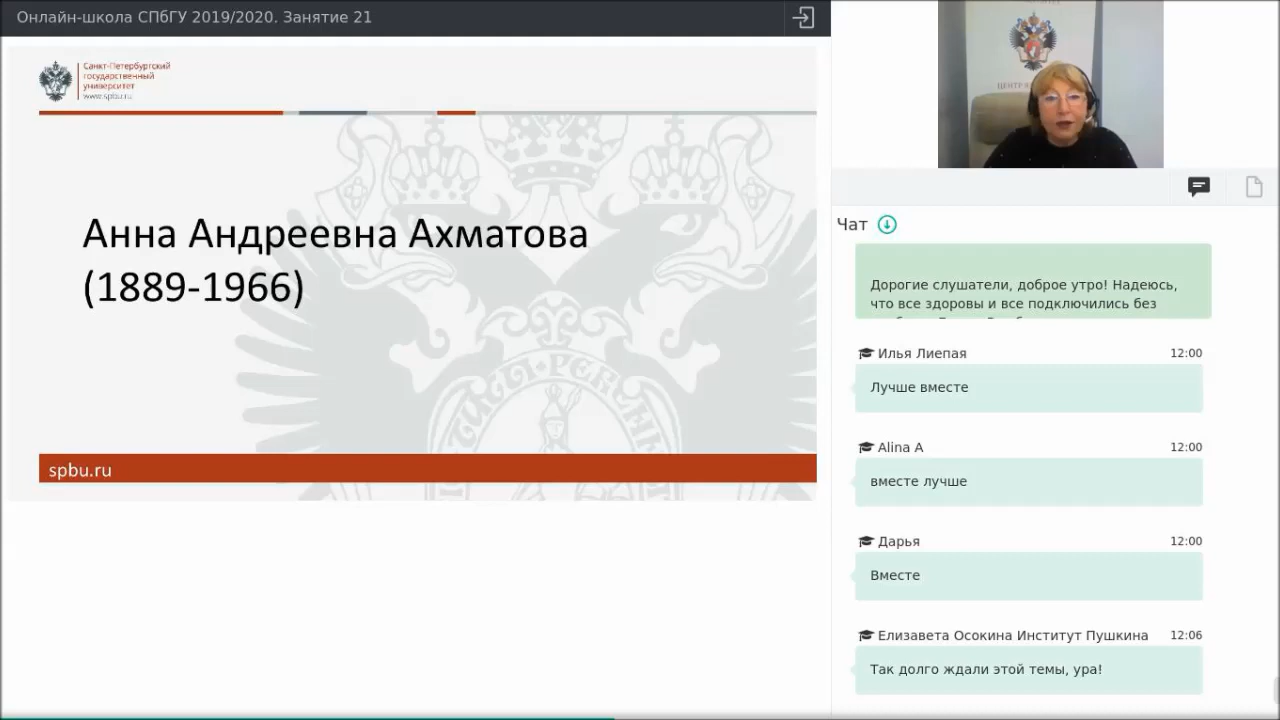 Онлайн-школа СПбГУ 2019/2020. Занятие 21
Санкт-Петербургский
государственный
университет
www.spbu.ru
Анна Андреевна Ахматова
(1889-1966)
spbu.ru
Чат
Дорогие слушатели, доброе утро! Надеюсь,
что все здоровы и все подключились без
Илья Лиепая 12:00
Лучше вместе
Alina A 12:00
вместе лучше
Дарья 12:00
Вместе
Елизавета Осокина Институт Пушкина 12:06
Так долго ждали этой темы, ура!